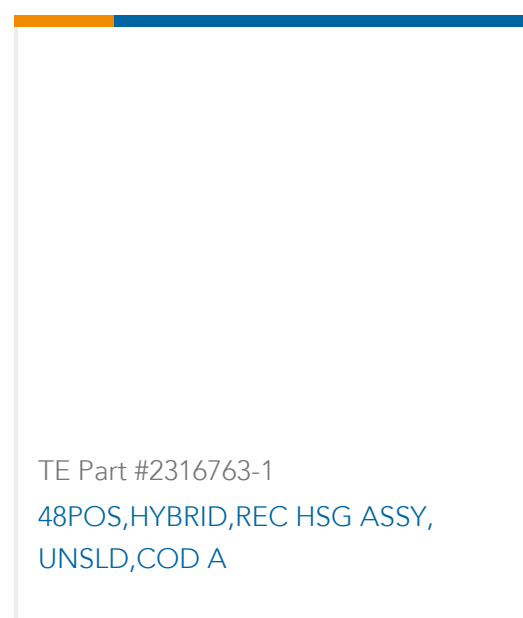 TE Part #2316763-1
48POS,HYBRID,REC HSG ASSY,
UNSLD,COD A